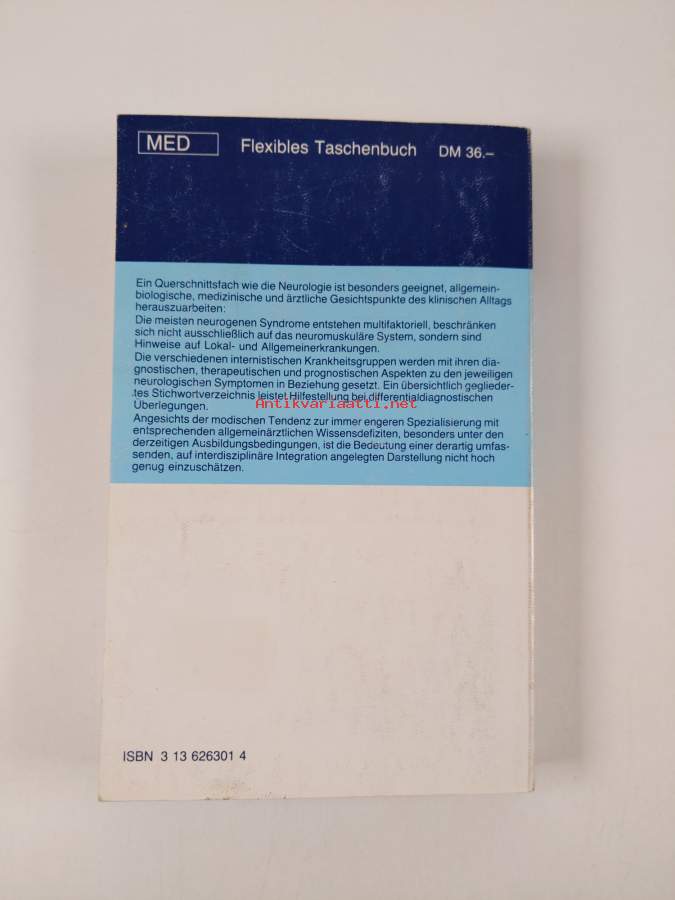 MED Flexibles Taschenbuch DM 36.–
Ein Querschnittsfach wie die Neurologie ist besonders geeignet, allgemein-
biologische, medizinische und ärztliche Gesichtspunkte des klinischen Alltags
herauszuarbeiten:
Die meisten neurogenen Syndrome entstehen multifaktoriell, beschränken
sich nicht ausschließlich auf das neuromuskuläre System, sondern sind
Hinweise auf Lokal- und Allgemeinerkrankungen.
Die verschiedenen internistischen Krankheitsgruppen werden mit ihren dia-
gnostischen, therapeutischen und prognostischen Aspekten zu den jeweiligen
neurologischen Symptomen in Beziehung gesetzt. Ein übersichtlich geglieder-
tes Stichwortverzeichnis leistet Hilfestellung bei differentialdiagnostischen
Antikvariaatti.net
Überlegungen.
Angesichts der modischen Tendenz zur immer engeren Spezialisierung mit
entsprechenden allgemeinärztlichen Wissensdefiziten, besonders unter den
derzeitigen Ausbildungsbedingungen, ist die Bedeutung einer derartig umfas-
senden, auf interdisziplinäre Integration angelegten Darstellung nicht hoch
genug einzuschätzen.
ISBN 3 13 626301 4